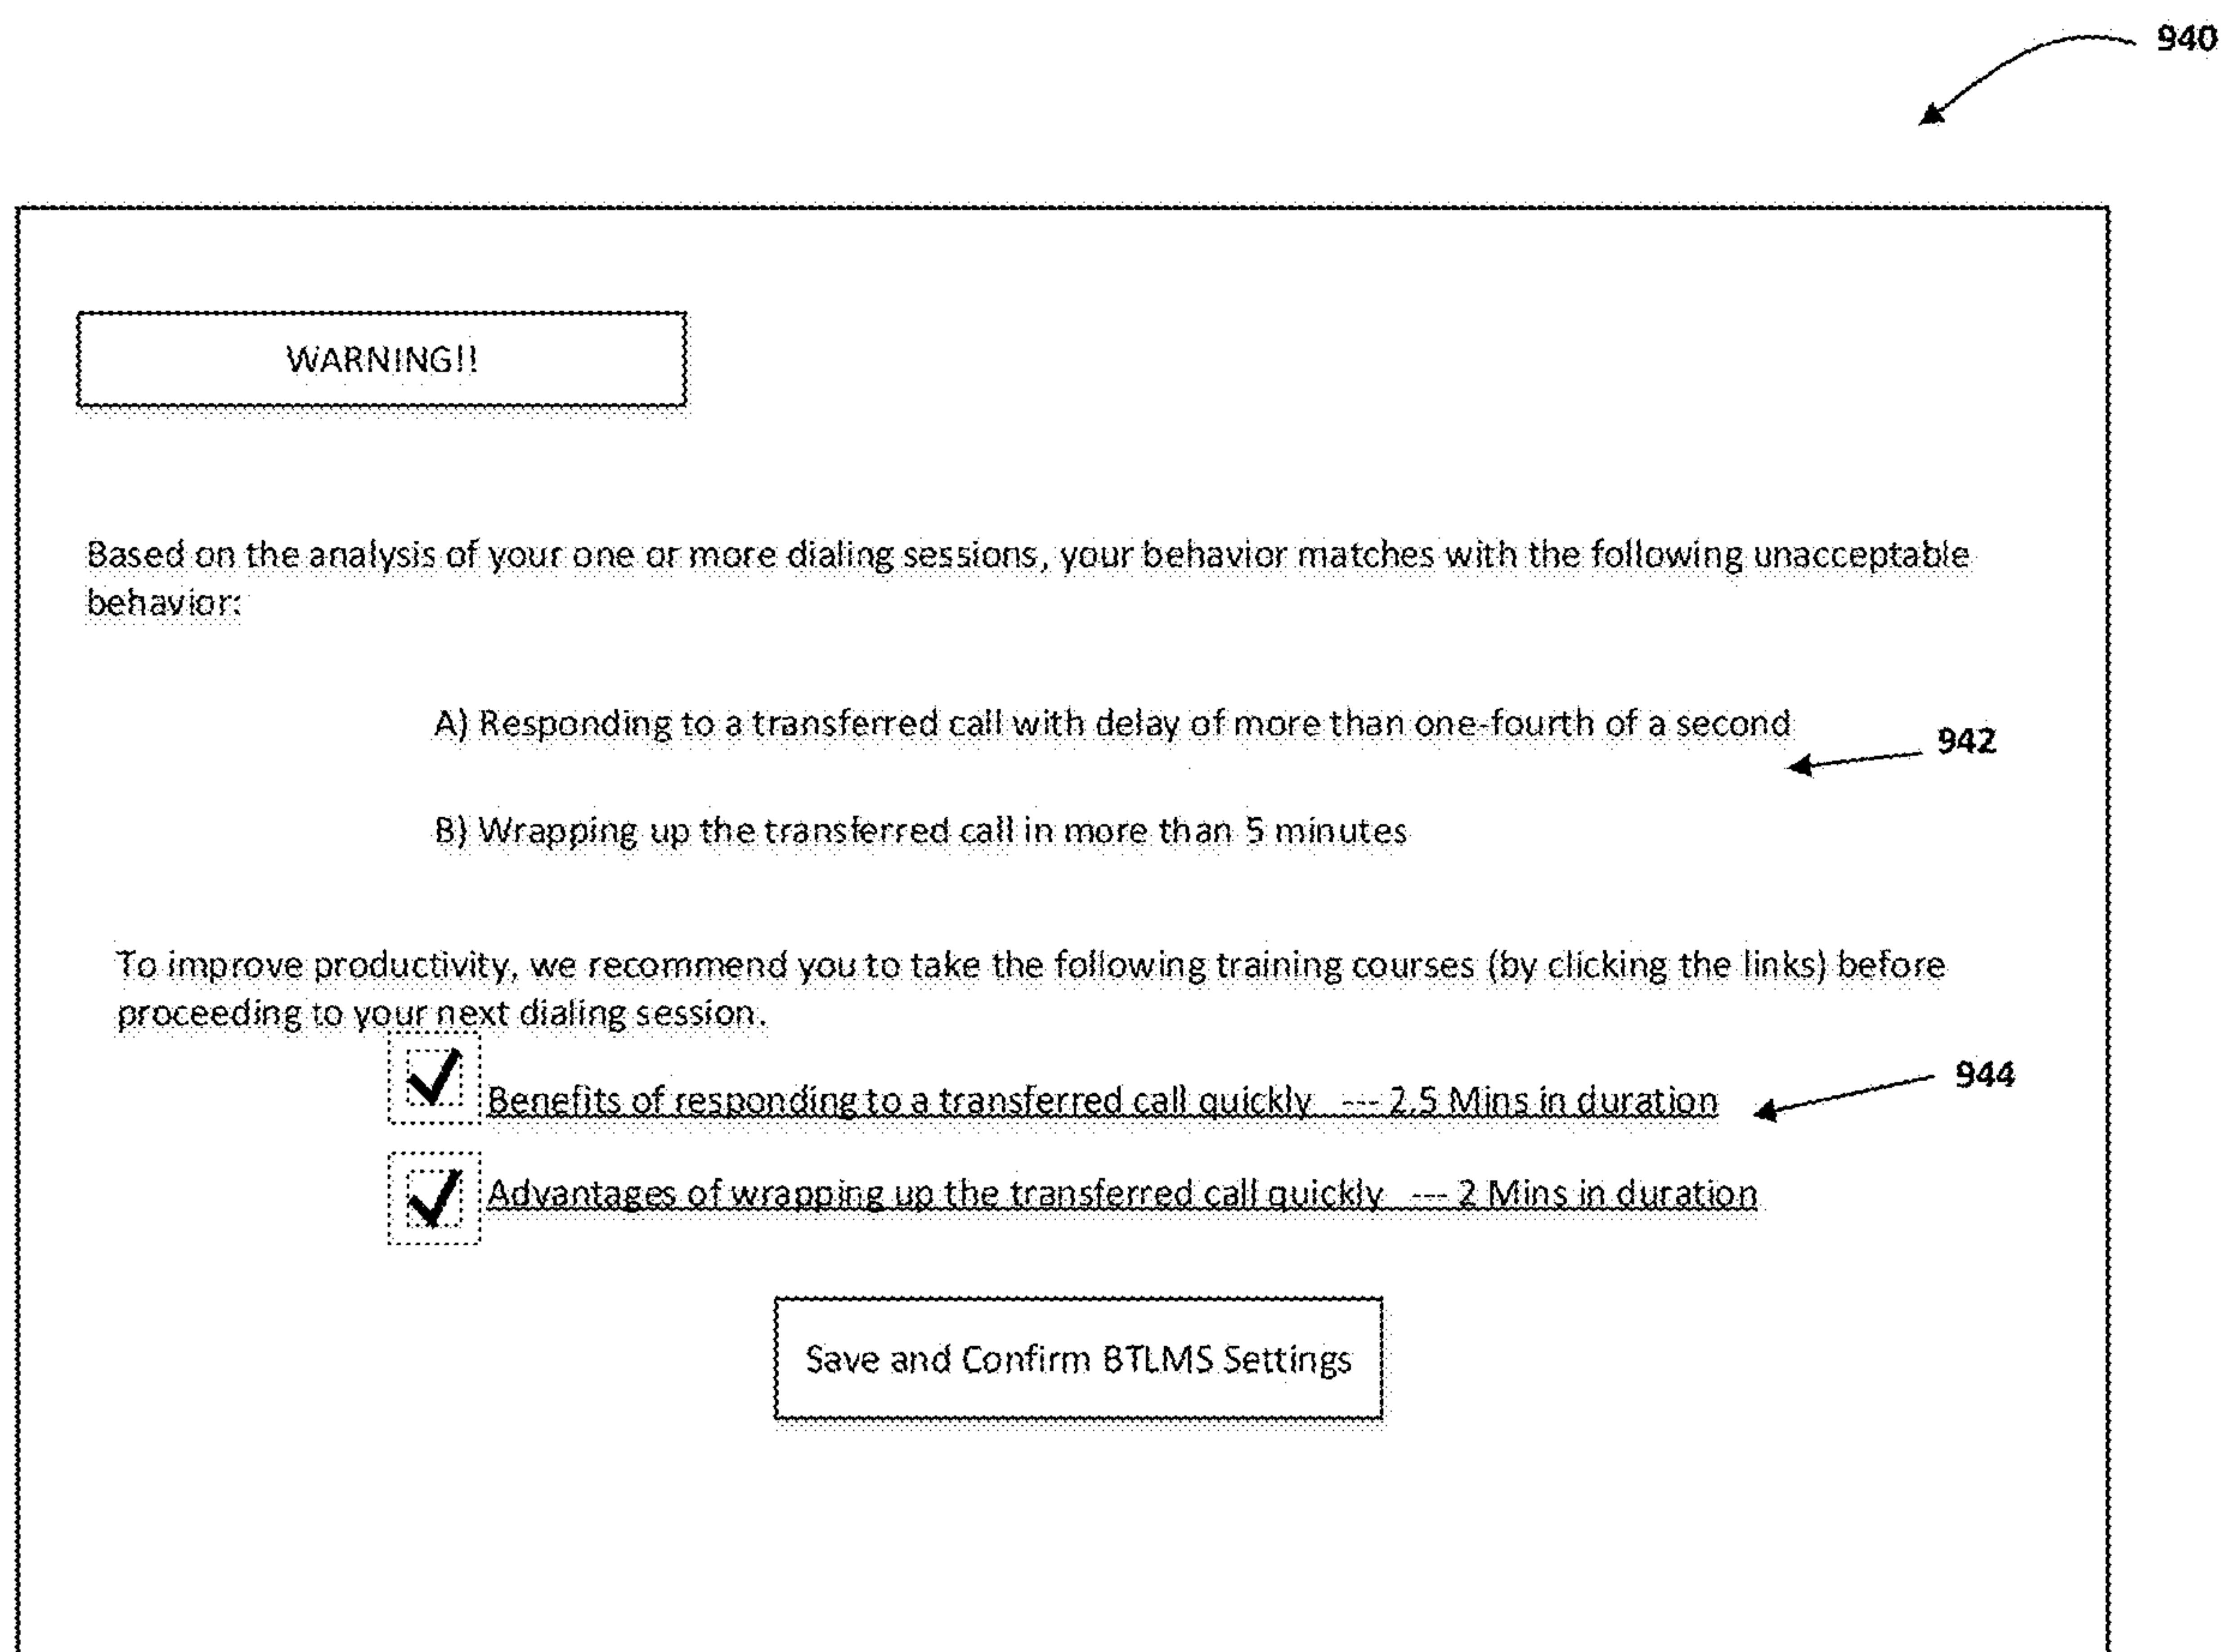 940
WARNING!!
Based on the analysis of your one or more dialing sessions, your behavior matches with the following unacceptable
behavior:
A) Responding to a transferred call with delay of more than one-fourth of a second
942
B) Wrapping up the transferred call in more than 5 minutes
To improve productivity, we recommend you to take the following training courses (by clicking the links) before
proceeding to your next dialing session.
944
Benefits of responding to a transferred call quickly --- 2.5 Mins in duration
Advantages of wrapping up the transferred call quickly --- 2 Mins in duration
Save and Confirm BTLMS Settings